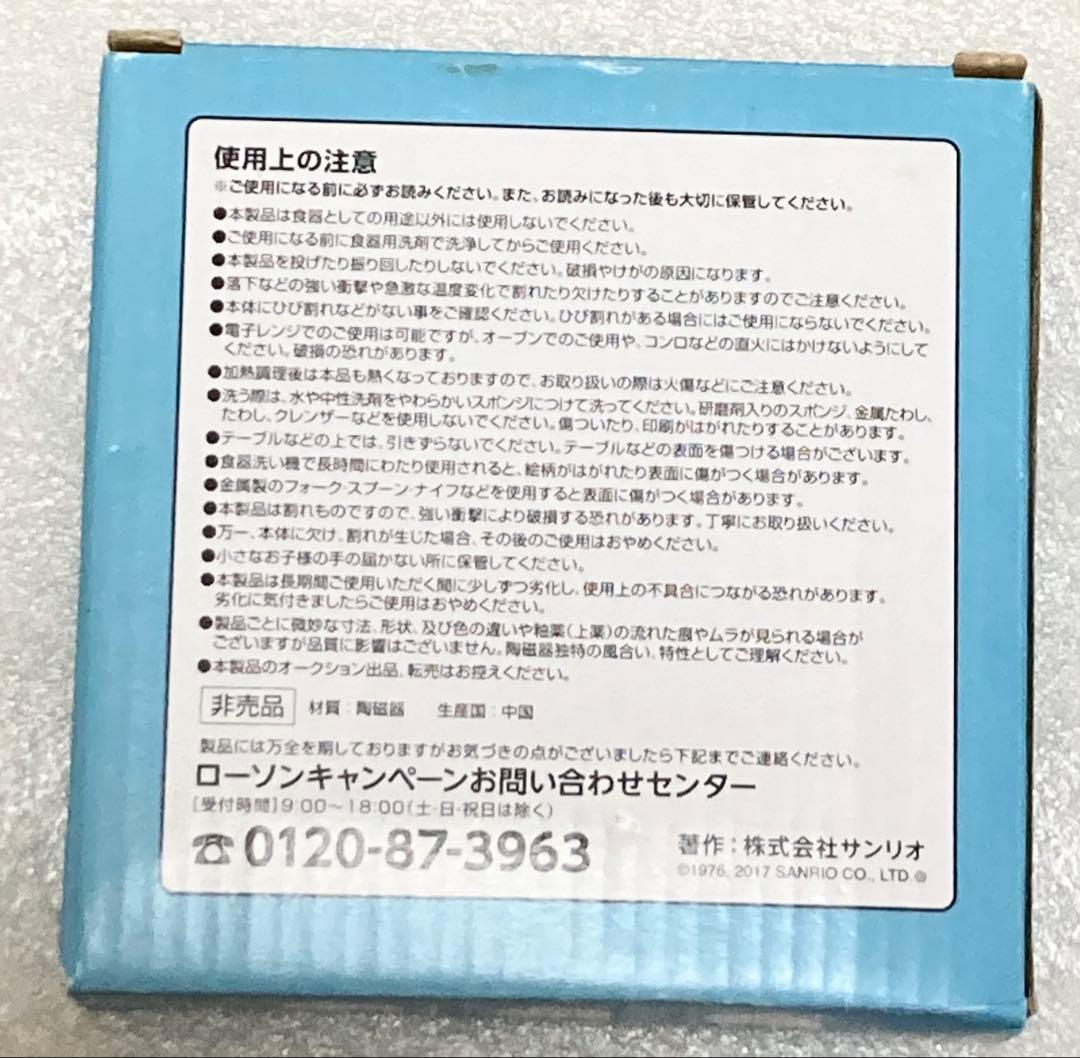 使用上の注意
※ご使用になる前に必ずお読みください。また、お読みになった後も大切に保管してください。
●本製品は食器としての用途以外には使用しないでください。
●ご使用になる前に食器用洗剤で洗浄してからご使用ください。
●本製品を投げたり振り回したりしないでください。破損やけがの原因になります。
●落下などの強い衝撃や急激な温度変化で割れたり欠けたりすることがありますのでご注意ください。
●本体にひび割れなどがない事をご確認ください。ひび割れがある場合にはご使用にならないでください。
●電子レンジでのご使用は可能ですが、オーブンでのご使用や、コンロなどの直火にはかけないようにして
ください。破損の恐れがあります。
●加熱調理後は本品も熱くなっておりますので、お取り扱いの際は火傷などにご注意ください。
●洗う際は、水や中性洗剤をやわらかいスポンジにつけて洗ってください。研磨剤入りのスポンジ、金属たわし、
たわし、クレンザーなどを使用しないでください。傷ついたり、印刷がはがれたりすることがあります。
●テーブルなどの上では、引きずらないでください。テーブルなどの表面を傷つける場合がございます。
●食器洗い機で長時間にわたり使用されると、絵柄がはがれたり表面に傷がつく場合があります。
●金属製のフォーク・スプーン・ナイフなどを使用すると表面に傷がつく場合があります。
●本製品は割れものですので、強い衝撃により破損する恐れがあります。丁寧にお取り扱いください。
●万一、本体に欠け、割れが生じた場合、その後のご使用はおやめください。
●小さなお子様の手の届かない所に保管してください。
●本製品は長期間ご使用いただく間に少しずつ劣化し、使用上の不具合につながる恐れがあります。
劣化に気付きましたらご使用はおやめください。
●製品ごとに微妙な寸法、形状、及び色の違いや釉薬(上薬)の流れた痕やムラが見られる場合が
ございますが品質に影響はございません。陶磁器独特の風合い、特性としてご理解ください。
●本製品のオークション出品、転売はお控えください。
非売品 材質:陶磁器 生産国:中国
製品には万全を期しておりますがお気づきの点がございましたら下記までご連絡ください。
ローソンキャンペーンお問い合わせセンター
[受付時間]9:00〜18:00(土・日・祝日は除く)
☎0120-87-3963
著作:株式会社サンリオ
©1976, 2017 SANRIO CO., LTD.